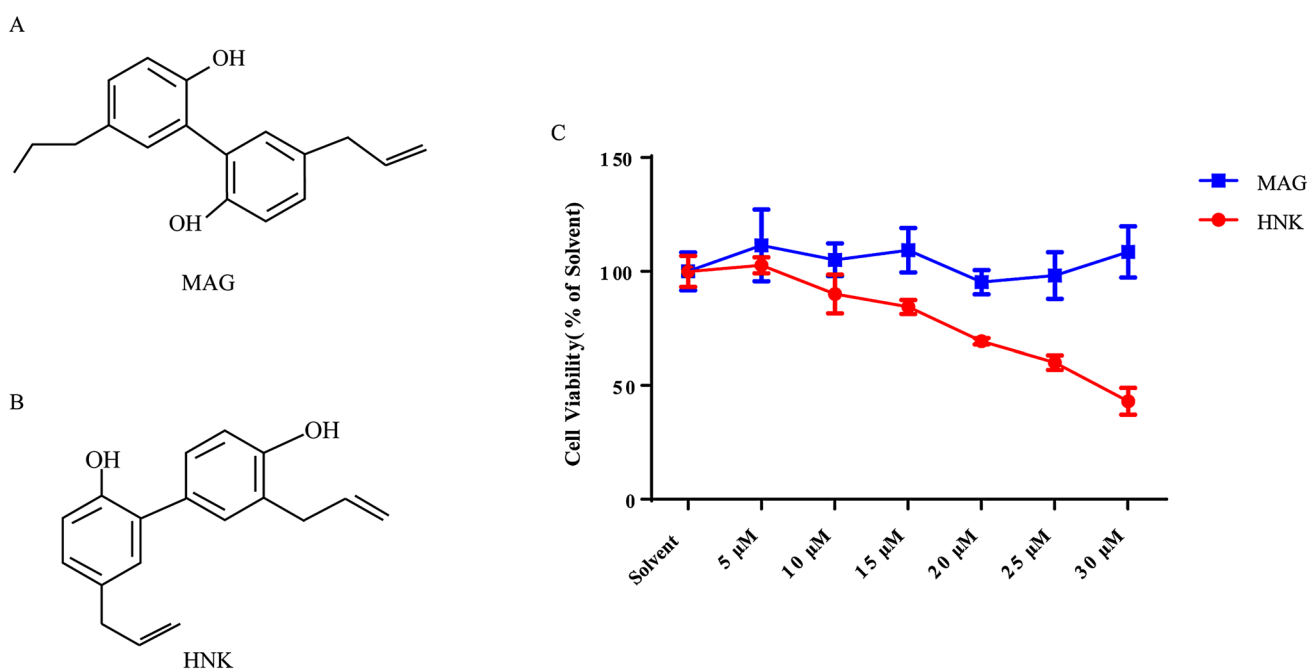 A
OH
OH
MAG
B
OH
OH
HNK
C
Cell Viability( % of Solvent)
150
100
50
0
Solvent
5 μM
10 μM
15 μM
20 μM
25 μM
30 μM
MAG
HNK